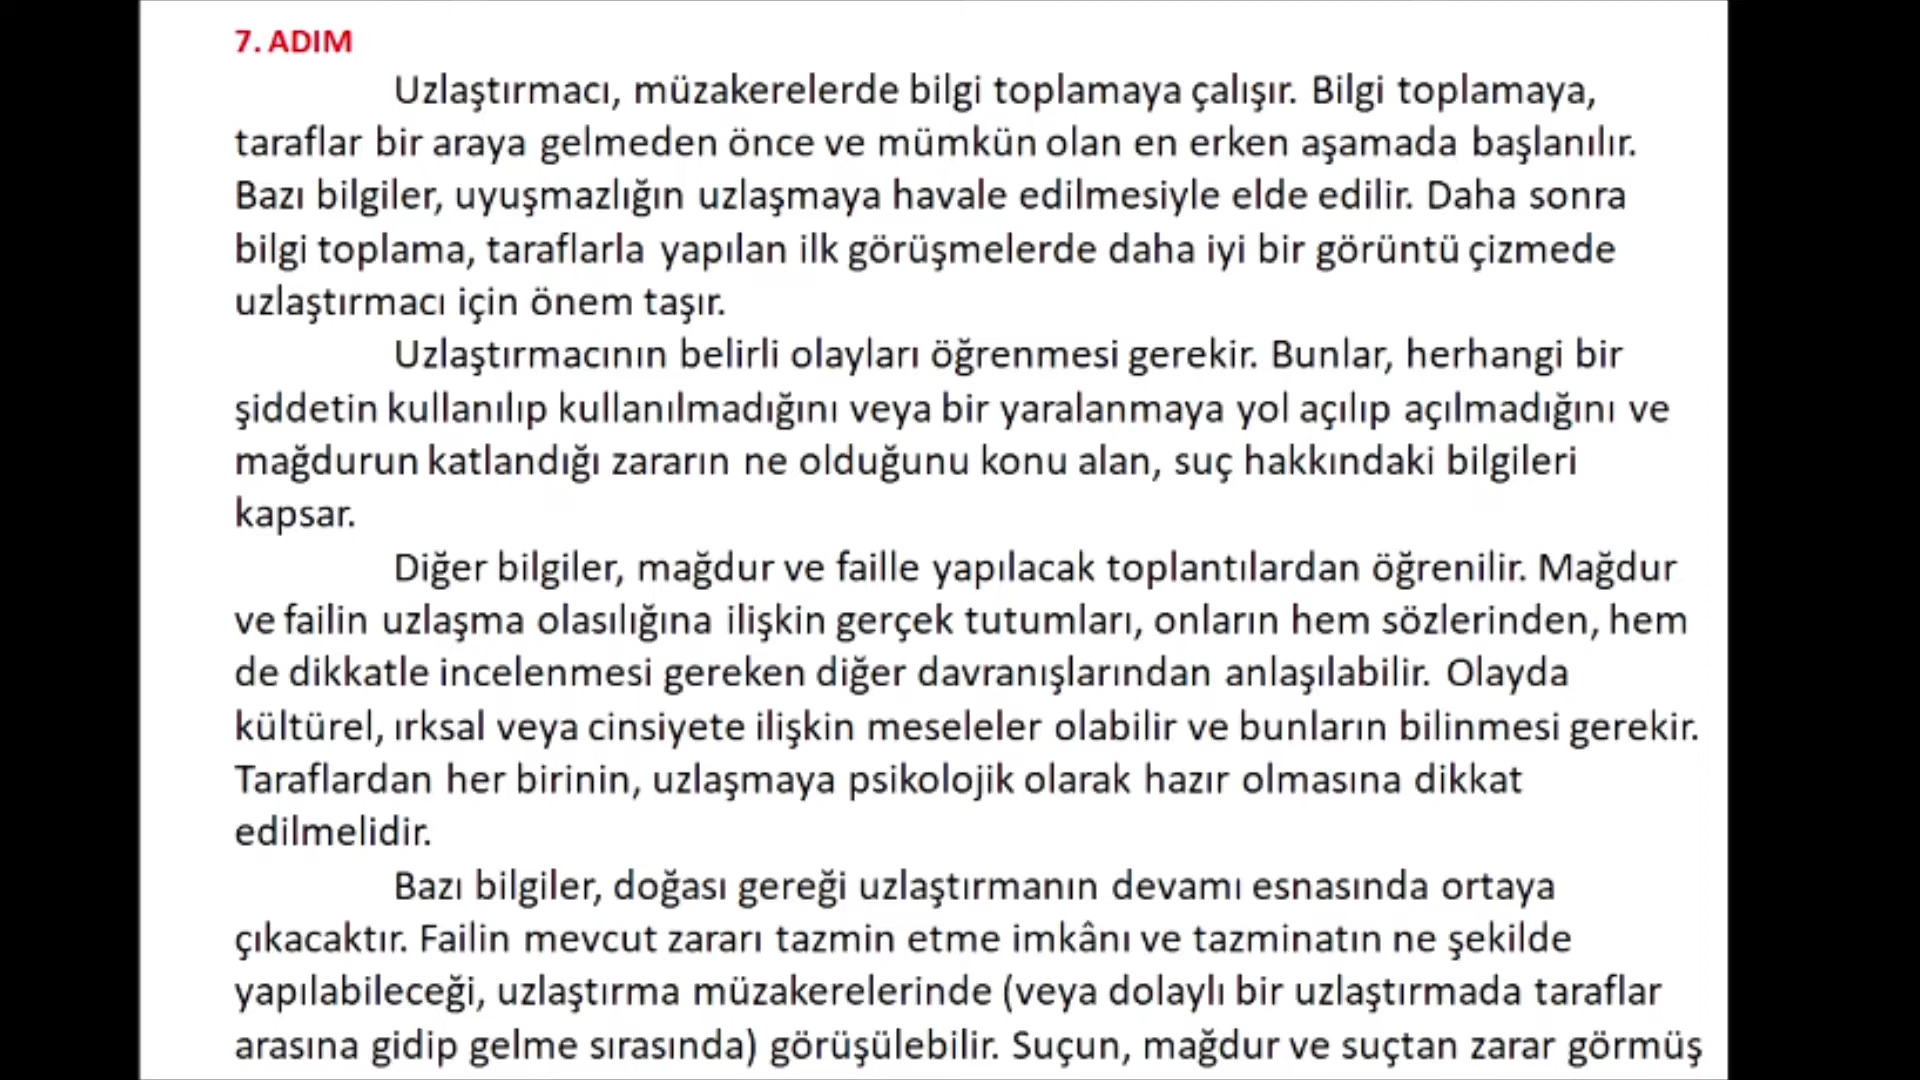 7. ADIM
Uzlaştırmacı, müzakerelerde bilgi toplamaya çalışır. Bilgi toplamaya,
taraflar bir araya gelmeden önce ve mümkün olan en erken aşamada başlanılır.
Bazı bilgiler, uyuşmazlığın uzlaşmaya havale edilmesiyle elde edilir. Daha sonra
bilgi toplama, taraflarla yapılan ilk görüşmelerde daha iyi bir görüntü çizmede
uzlaştırmacı için önem taşır.
Uzlaştırmacının belirli olayları öğrenmesi gerekir. Bunlar, herhangi bir
şiddetin kullanılıp kullanılmadığını veya bir yaralanmaya yol açılıp açılmadığını ve
mağdurun katlandığı zararın ne olduğunu konu alan, suç hakkındaki bilgileri
kapsar.
Diğer bilgiler, mağdur ve faille yapılacak toplantılardan öğrenilir. Mağdur
ve failin uzlaşma olasılığına ilişkin gerçek tutumları, onların hem sözlerinden, hem
de dikkatle incelenmesi gereken diğer davranışlarından anlaşılabilir. Olayda
kültürel, ırksal veya cinsiyete ilişkin meseleler olabilir ve bunların bilinmesi gerekir.
Taraflardan her birinin, uzlaşmaya psikolojik olarak hazır olmasına dikkat
edilmelidir.
Bazı bilgiler, doğası gereği uzlaştırmanın devamı esnasında ortaya
çıkacaktır. Failin mevcut zararı tazmin etme imkânı ve tazminatın ne şekilde
yapılabileceği, uzlaştırma müzakerelerinde (veya dolaylı bir uzlaştırmada taraflar
arasına gidip gelme sırasında) görüşülebilir. Suçun, mağdur ve suçtan zarar görmüş